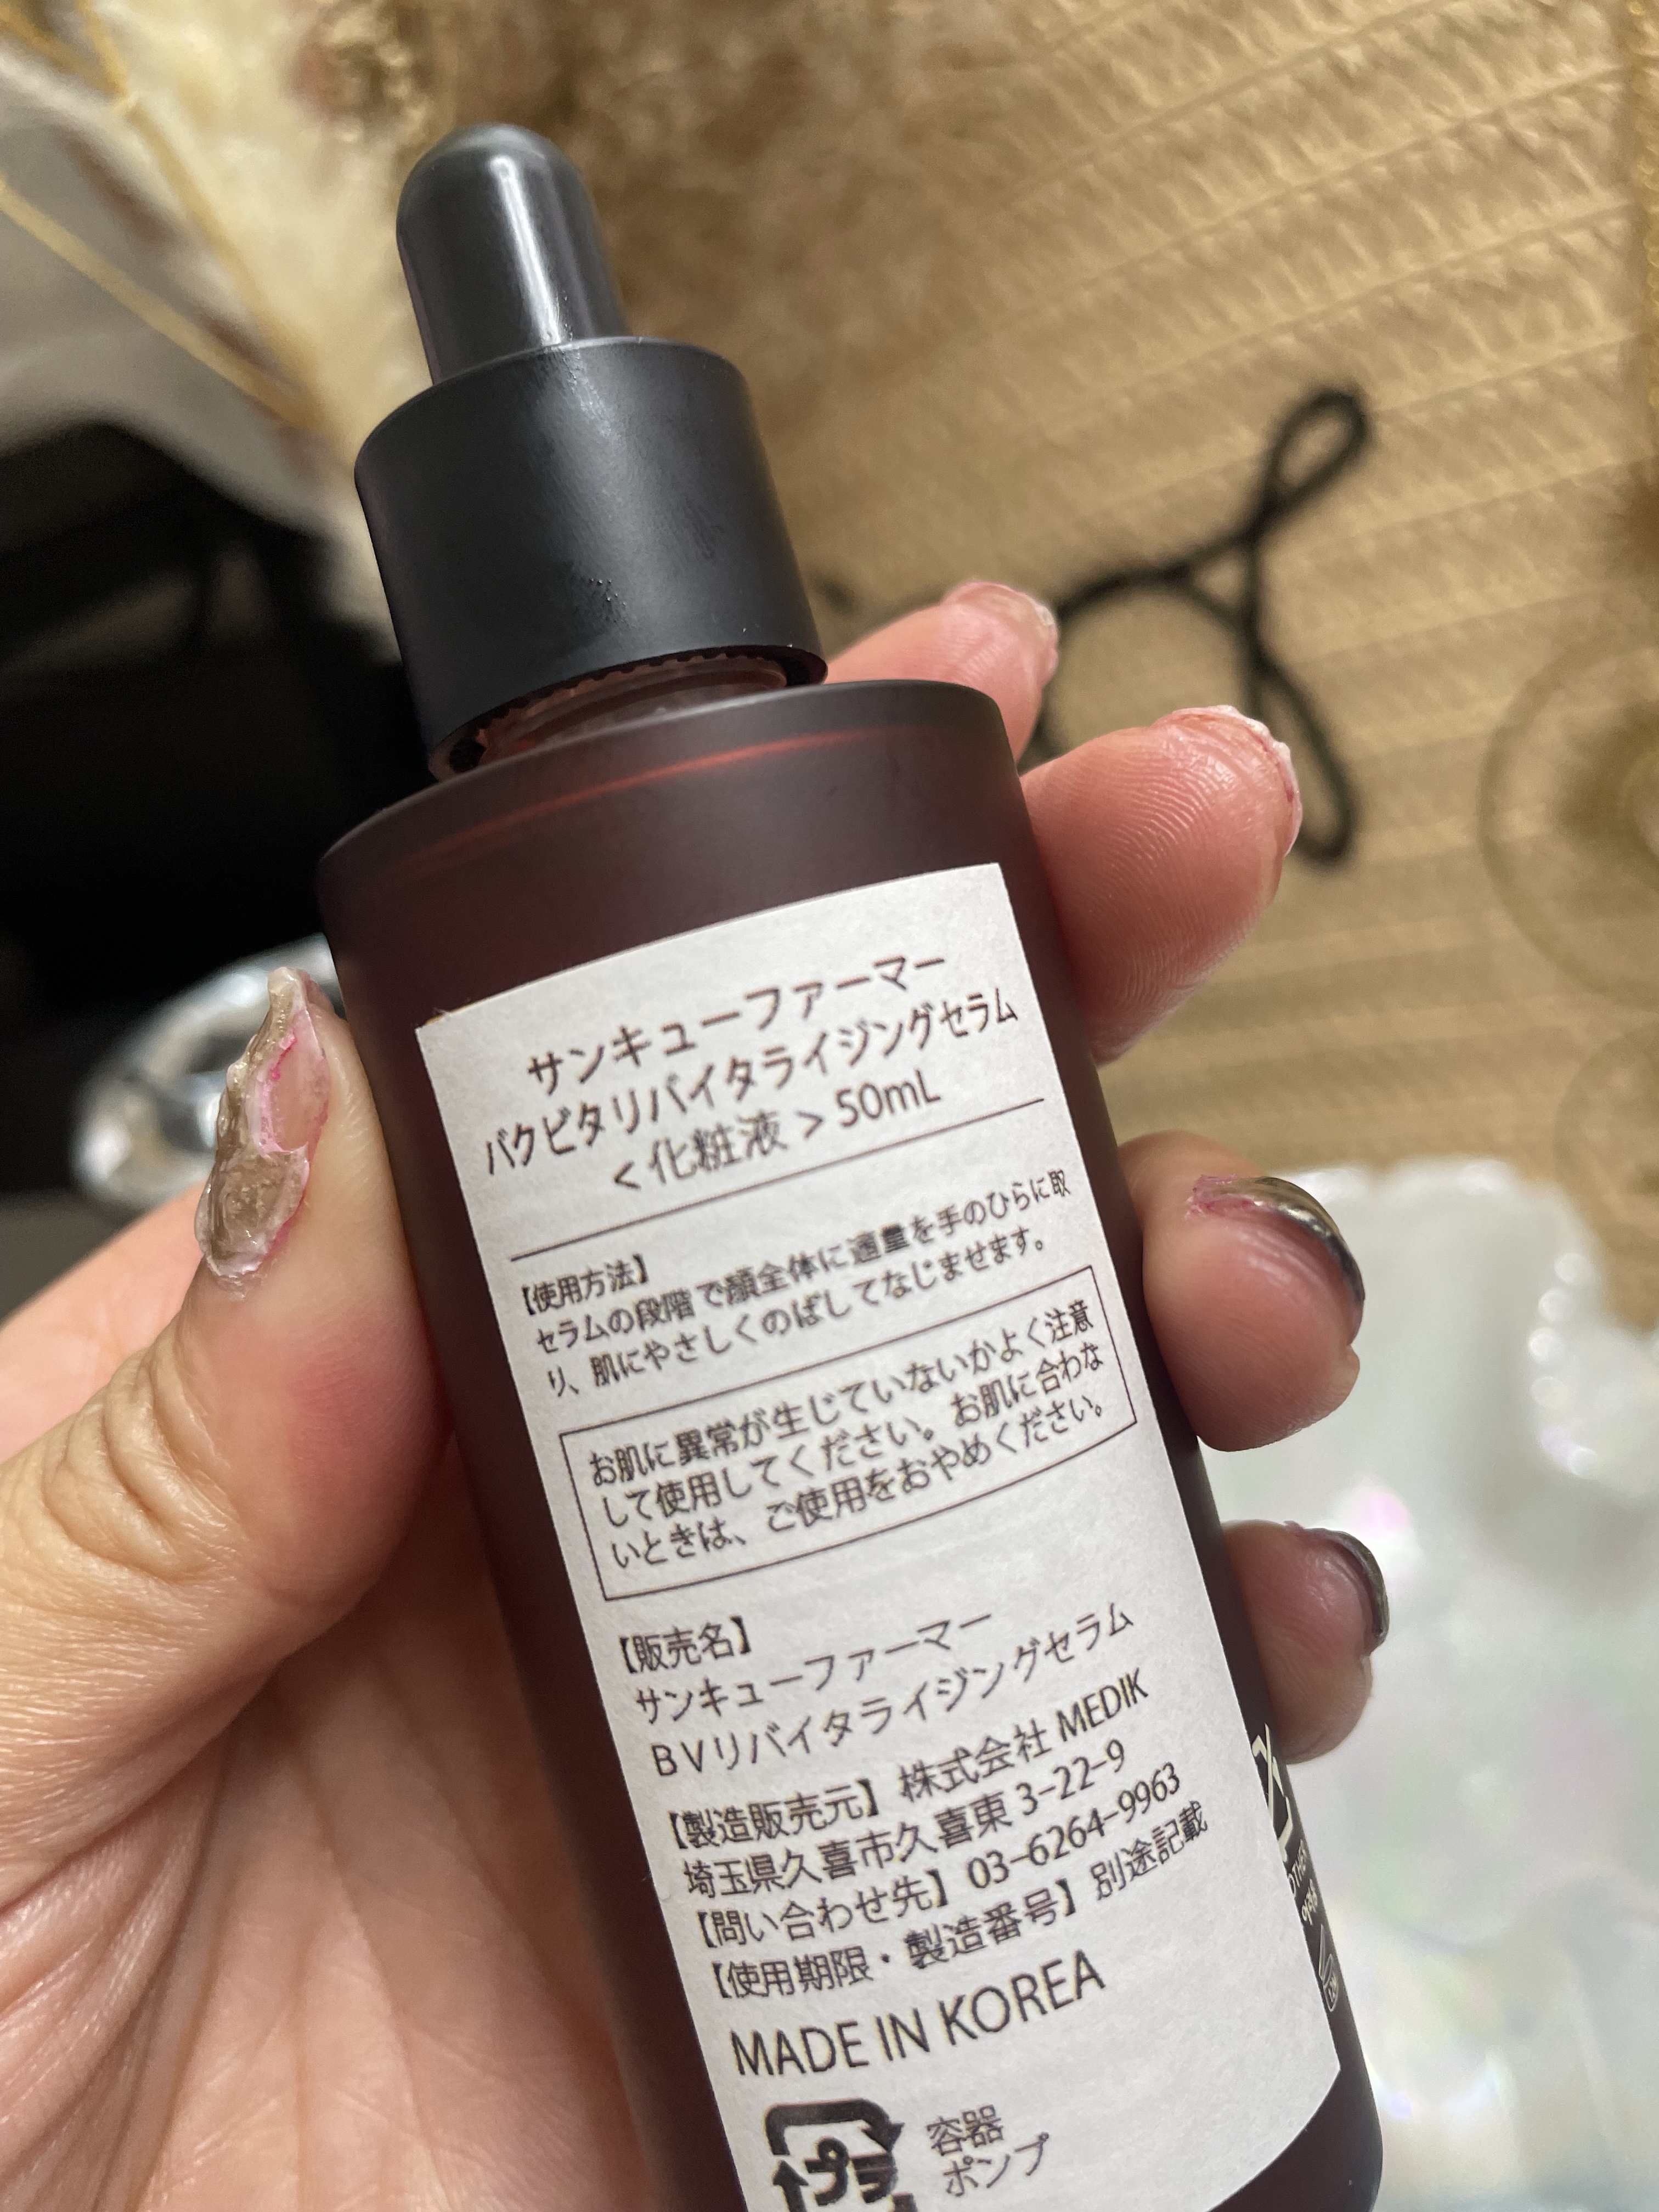 サンキューファーマー
バクビタリバイタライジングセラム
<化粧液> 50mL
【使用方法】
セラムの段階で顔全体に適量を手のひらに取
り、肌にやさしくのばしてなじませます。
お肌に異常が生じていないかよく注意
して使用してください。お肌に合わな
いときは、ご使用をおやめください。
【販売名】
サンキューファーマー
BVリバイタライジングセラム
【製造販売元】株式会社 MEDIK
埼玉県久喜市久喜東 3-22-9
【問い合わせ先】03-6264-9963
【使用期限・製造番号】別途記載
MADE IN KOREA
プラ
容器
ポンプ